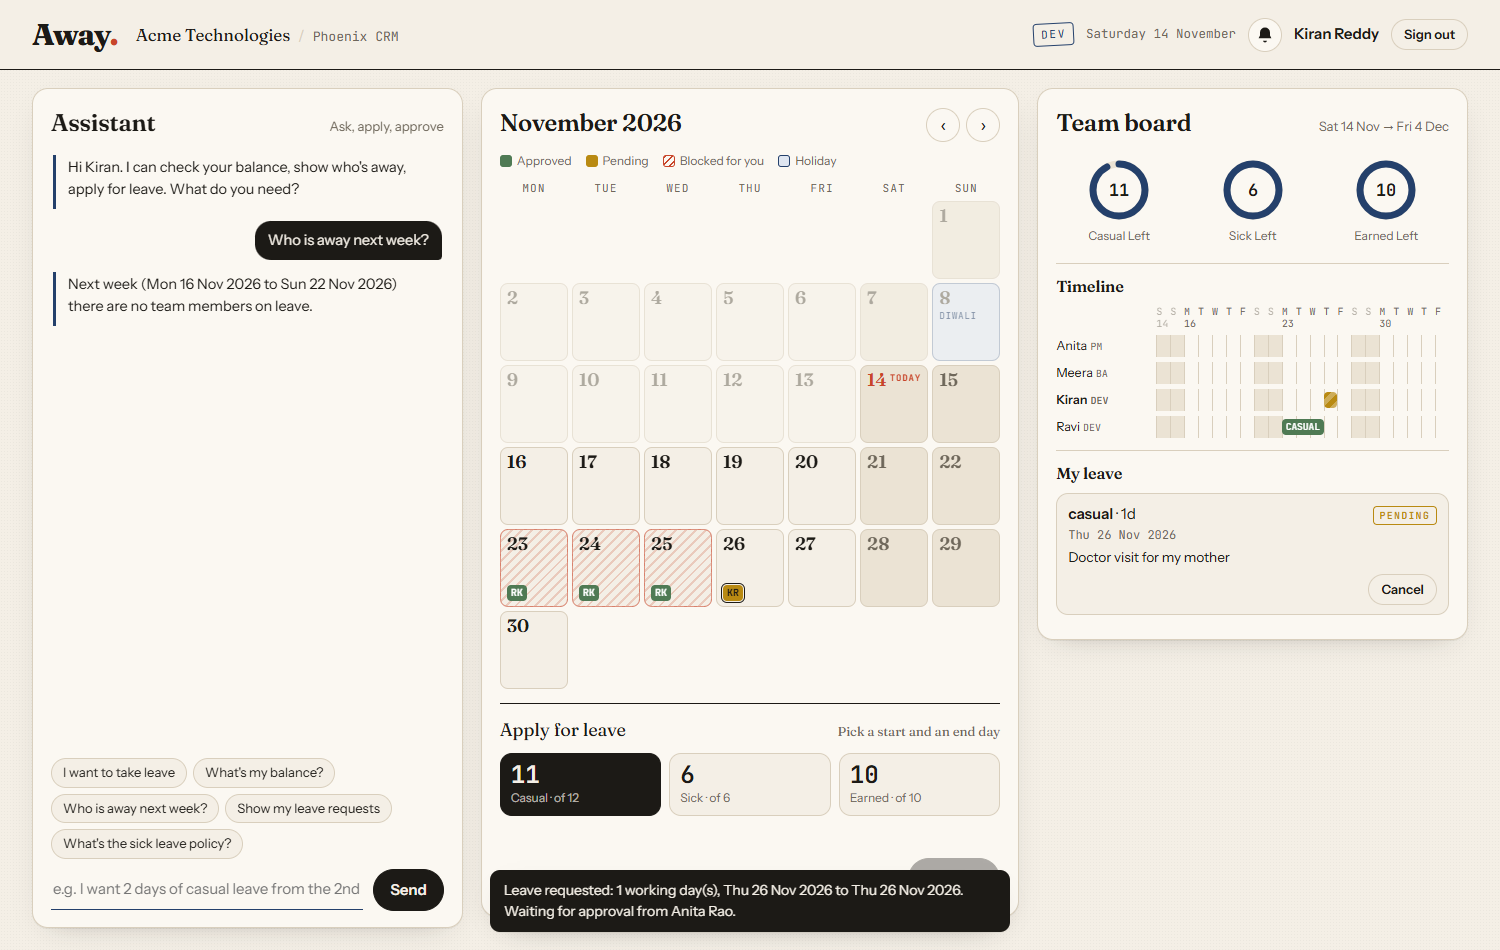 Away.
Acme Technologies / Phoenix CRM
DEV
Saturday 14 November
Kiran Reddy
Sign out
Assistant
Ask, apply, approve
Hi Kiran. I can check your balance, show who's away,
apply for leave. What do you need?
Who is away next week?
Next week (Mon 16 Nov 2026 to Sun 22 Nov 2026)
there are no team members on leave.
I want to take leave
What's my balance?
Who is away next week?
Show my leave requests
What's the sick leave policy?
e.g. I want 2 days of casual leave from the 2nd
Send
November 2026
‹ ›
Approved
Pending
Blocked for you
Holiday
MON TUE WED THU FRI SAT SUN
1
2 3 4 5 6 7 8
DIWALI
9 10 11 12 13 14 TODAY 15
16 17 18 19 20 21 22
23 24 25 26 27 28 29
RK RK RK KR
30
Apply for leave
Pick a start and an end day
11
Casual · of 12
6
Sick · of 6
10
Earned · of 10
Leave requested: 1 working day(s), Thu 26 Nov 2026 to Thu 26 Nov 2026.
Waiting for approval from Anita Rao.
Team board
Sat 14 Nov → Fri 4 Dec
11 6 10
Casual Left Sick Left Earned Left
Timeline
S S M T W T F S S M T W T F S S M T W T F
14 16 23 30
Anita PM
Meera BA
Kiran DEV
Ravi DEV CASUAL
My leave
casual · 1d
PENDING
Thu 26 Nov 2026
Doctor visit for my mother
Cancel